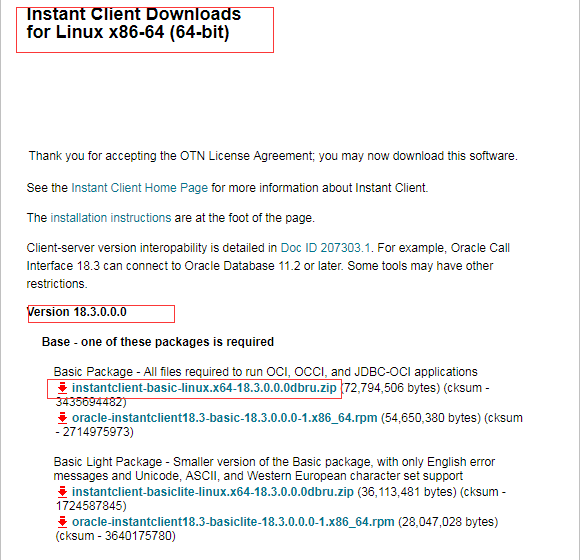 Instant Client Downloads
for Linux x86-64 (64-bit)
Thank you for accepting the OTN License Agreement; you may now download this software.
See the Instant Client Home Page for more information about Instant Client.
The installation instructions are at the foot of the page.
Client-server version interopability is detailed in Doc ID 207303.1. For example, Oracle Call
Interface 18.3 can connect to Oracle Database 11.2 or later. Some tools may have other
restrictions.
Version 18.3.0.0.0
Base - one of these packages is required
Basic Package - All files required to run OCI, OCCI, and JDBC-OCI applications
instantclient-basic-linux.x64-18.3.0.0.0dbru.zip (72,794,506 bytes) (cksum -
3435694482)
oracle-instantclient18.3-basic-18.3.0.0.0-1.x86_64.rpm (54,650,380 bytes) (cksum
- 2714975973)
Basic Light Package - Smaller version of the Basic package, with only English error
messages and Unicode, ASCII, and Western European character set support
instantclient-basiclite-linux.x64-18.3.0.0.0dbru.zip (36,113,481 bytes) (cksum -
1724587845)
oracle-instantclient18.3-basiclite-18.3.0.0.0-1.x86_64.rpm (28,047,028 bytes)
(cksum - 3640175780)